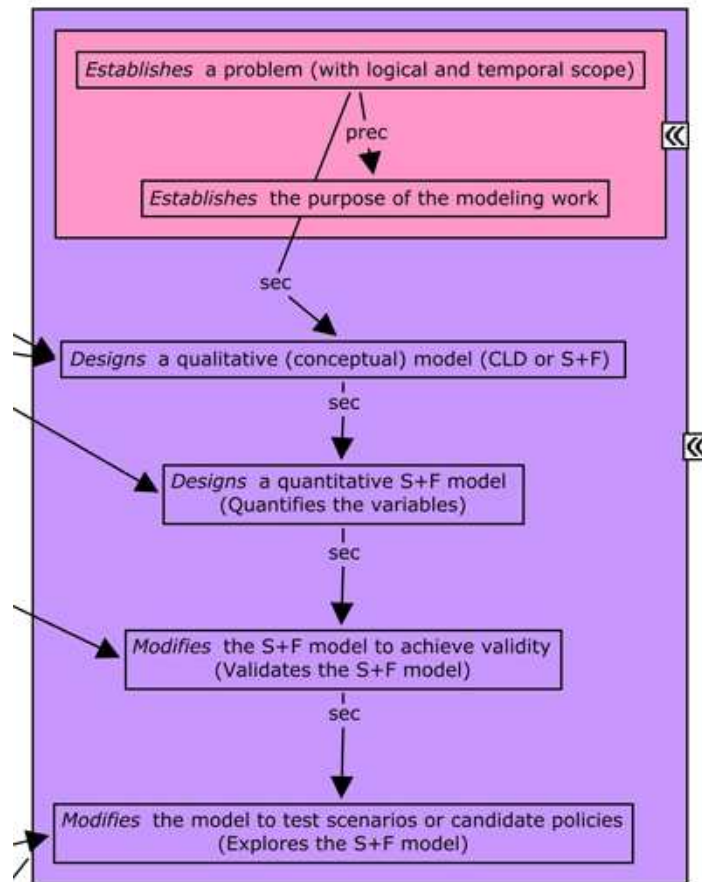 Establishes a problem (with logical and temporal scope)
prec
Establishes the purpose of the modeling work
sec
Designs a qualitative (conceptual) model (CLD or S+F)
sec
Designs a quantitative S+F model
(Quantifies the variables)
sec
Modifies the S+F model to achieve validity
(Validates the S+F model)
sec
Modifies the model to test scenarios or candidate policies
(Explores the S+F model)